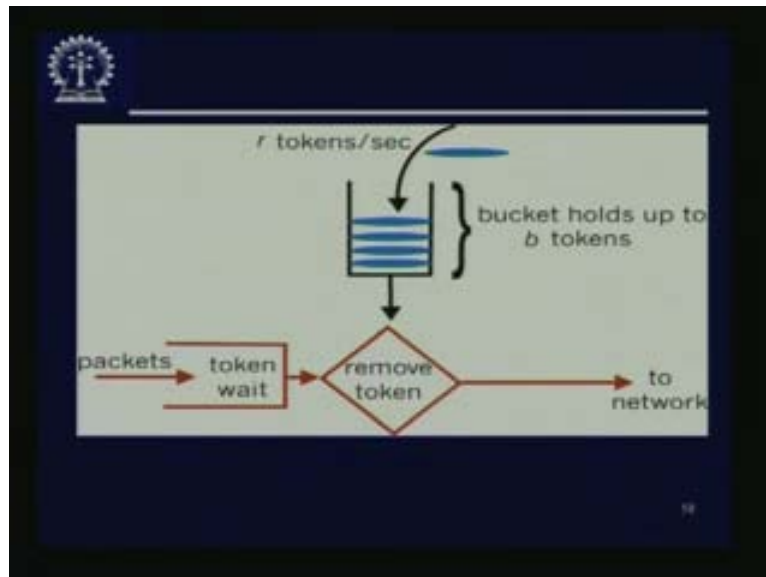 r tokens/sec
bucket holds up to
b tokens
packets
token
wait
remove
token
to
network